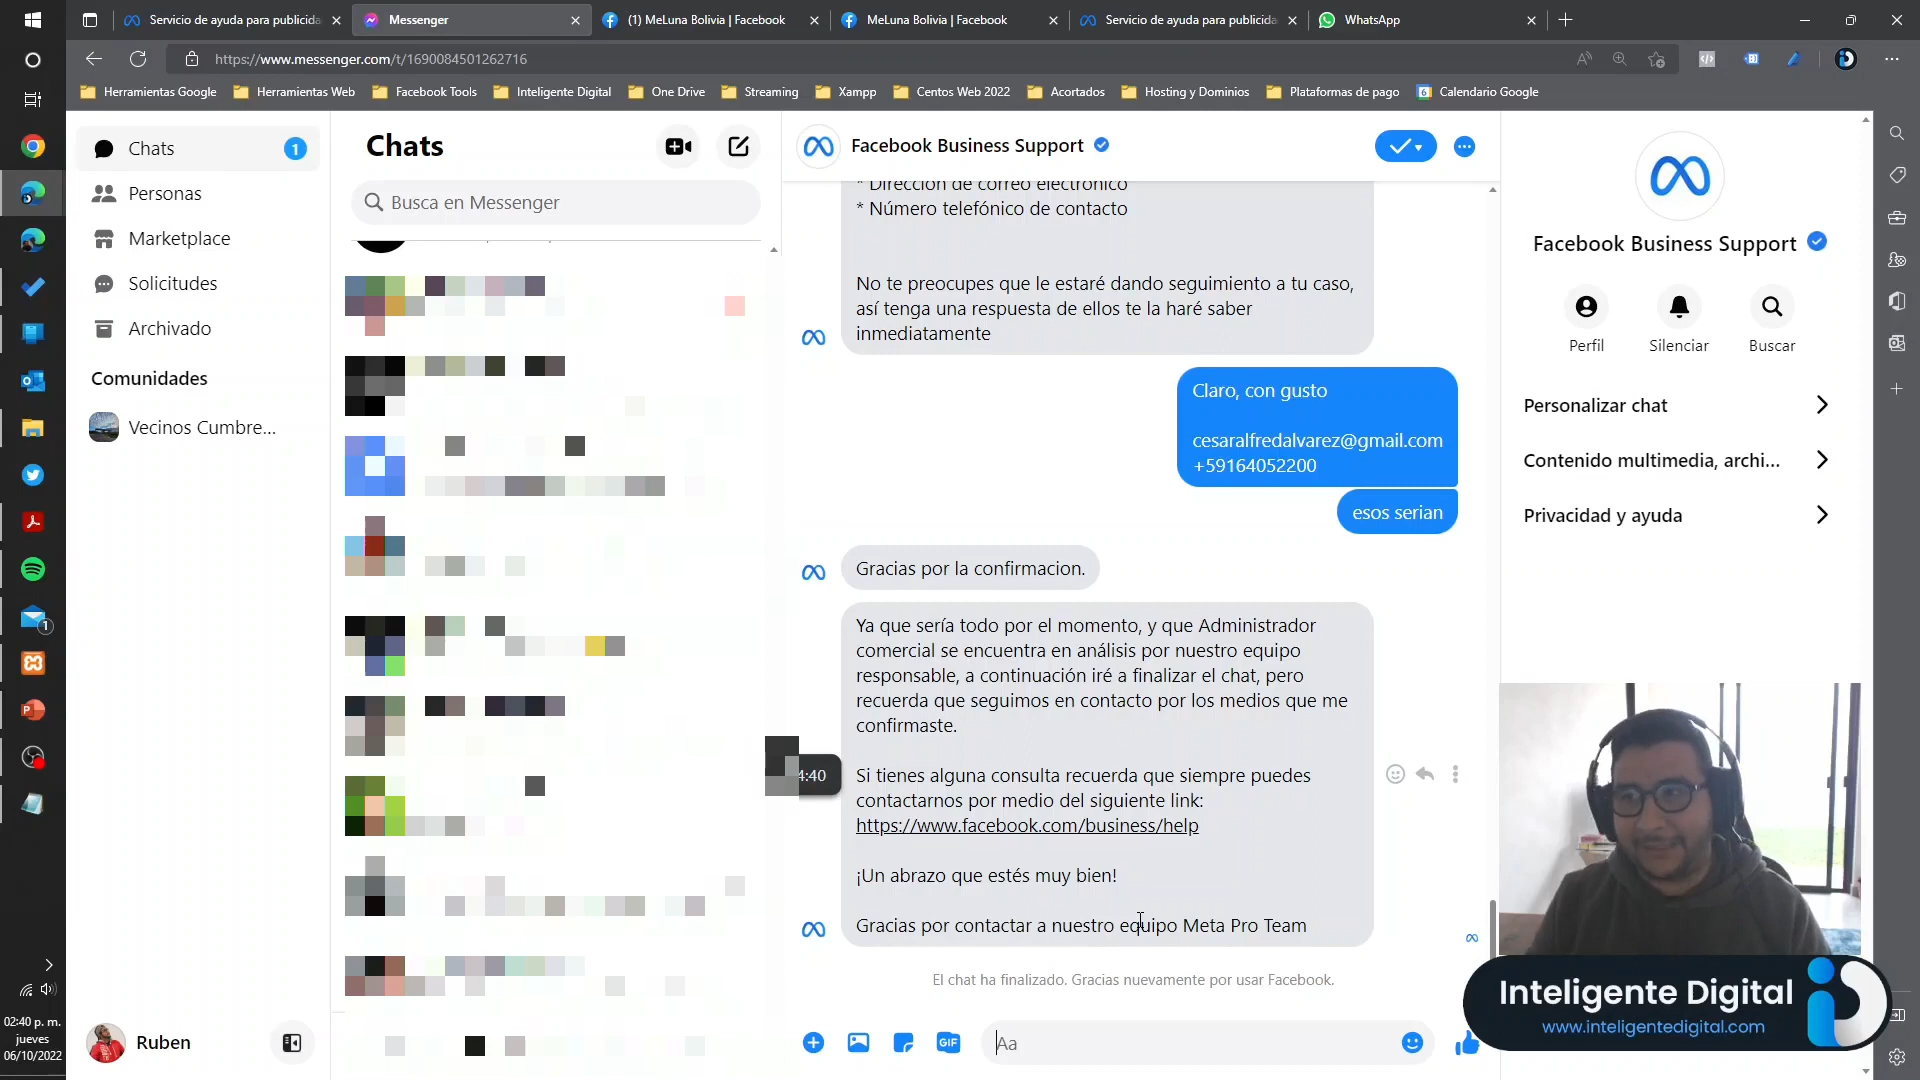 Servicio de ayuda para publicida
Messenger
(1) MeLuna Bolivia | Facebook
MeLuna Bolivia | Facebook
Servicio de ayuda para publicida
WhatsApp
https://www.messenger.com/t/1690084501262716
Herramientas Google
Herramientas Web
Facebook Tools
Inteligente Digital
One Drive
Streaming
Xampp
Centos Web 2022
Acortados
Hosting y Dominios
Plataformas de pago
Calendario Google
Chats
1
Personas
Marketplace
Solicitudes
Archivado
Comunidades
Vecinos Cumbre...
Ruben
02:40 p. m.
jueves
06/10/2022
Chats
Busca en Messenger
Facebook Business Support
* Dirección de correo electrónico
* Número telefónico de contacto
No te preocupes que le estaré dando seguimiento a tu caso,
así tenga una respuesta de ellos te la haré saber
inmediatamente
Claro, con gusto
cesaralfredalvarez@gmail.com
+59164052200
esos serian
Gracias por la confirmacion.
Ya que sería todo por el momento, y que Administrador
comercial se encuentra en análisis por nuestro equipo
responsable, a continuación iré a finalizar el chat, pero
recuerda que seguimos en contacto por los medios que me
confirmaste.
Si tienes alguna consulta recuerda que siempre puedes
contactarnos por medio del siguiente link:
https://www.facebook.com/business/help
¡Un abrazo que estés muy bien!
Gracias por contactar a nuestro equipo Meta Pro Team
4:40
El chat ha finalizado. Gracias nuevamente por usar Facebook.
GIF
Aa
Facebook Business Support
Perfil
Silenciar
Buscar
Personalizar chat
Contenido multimedia, archi...
Privacidad y ayuda
Inteligente Digital
www.inteligentedigital.com